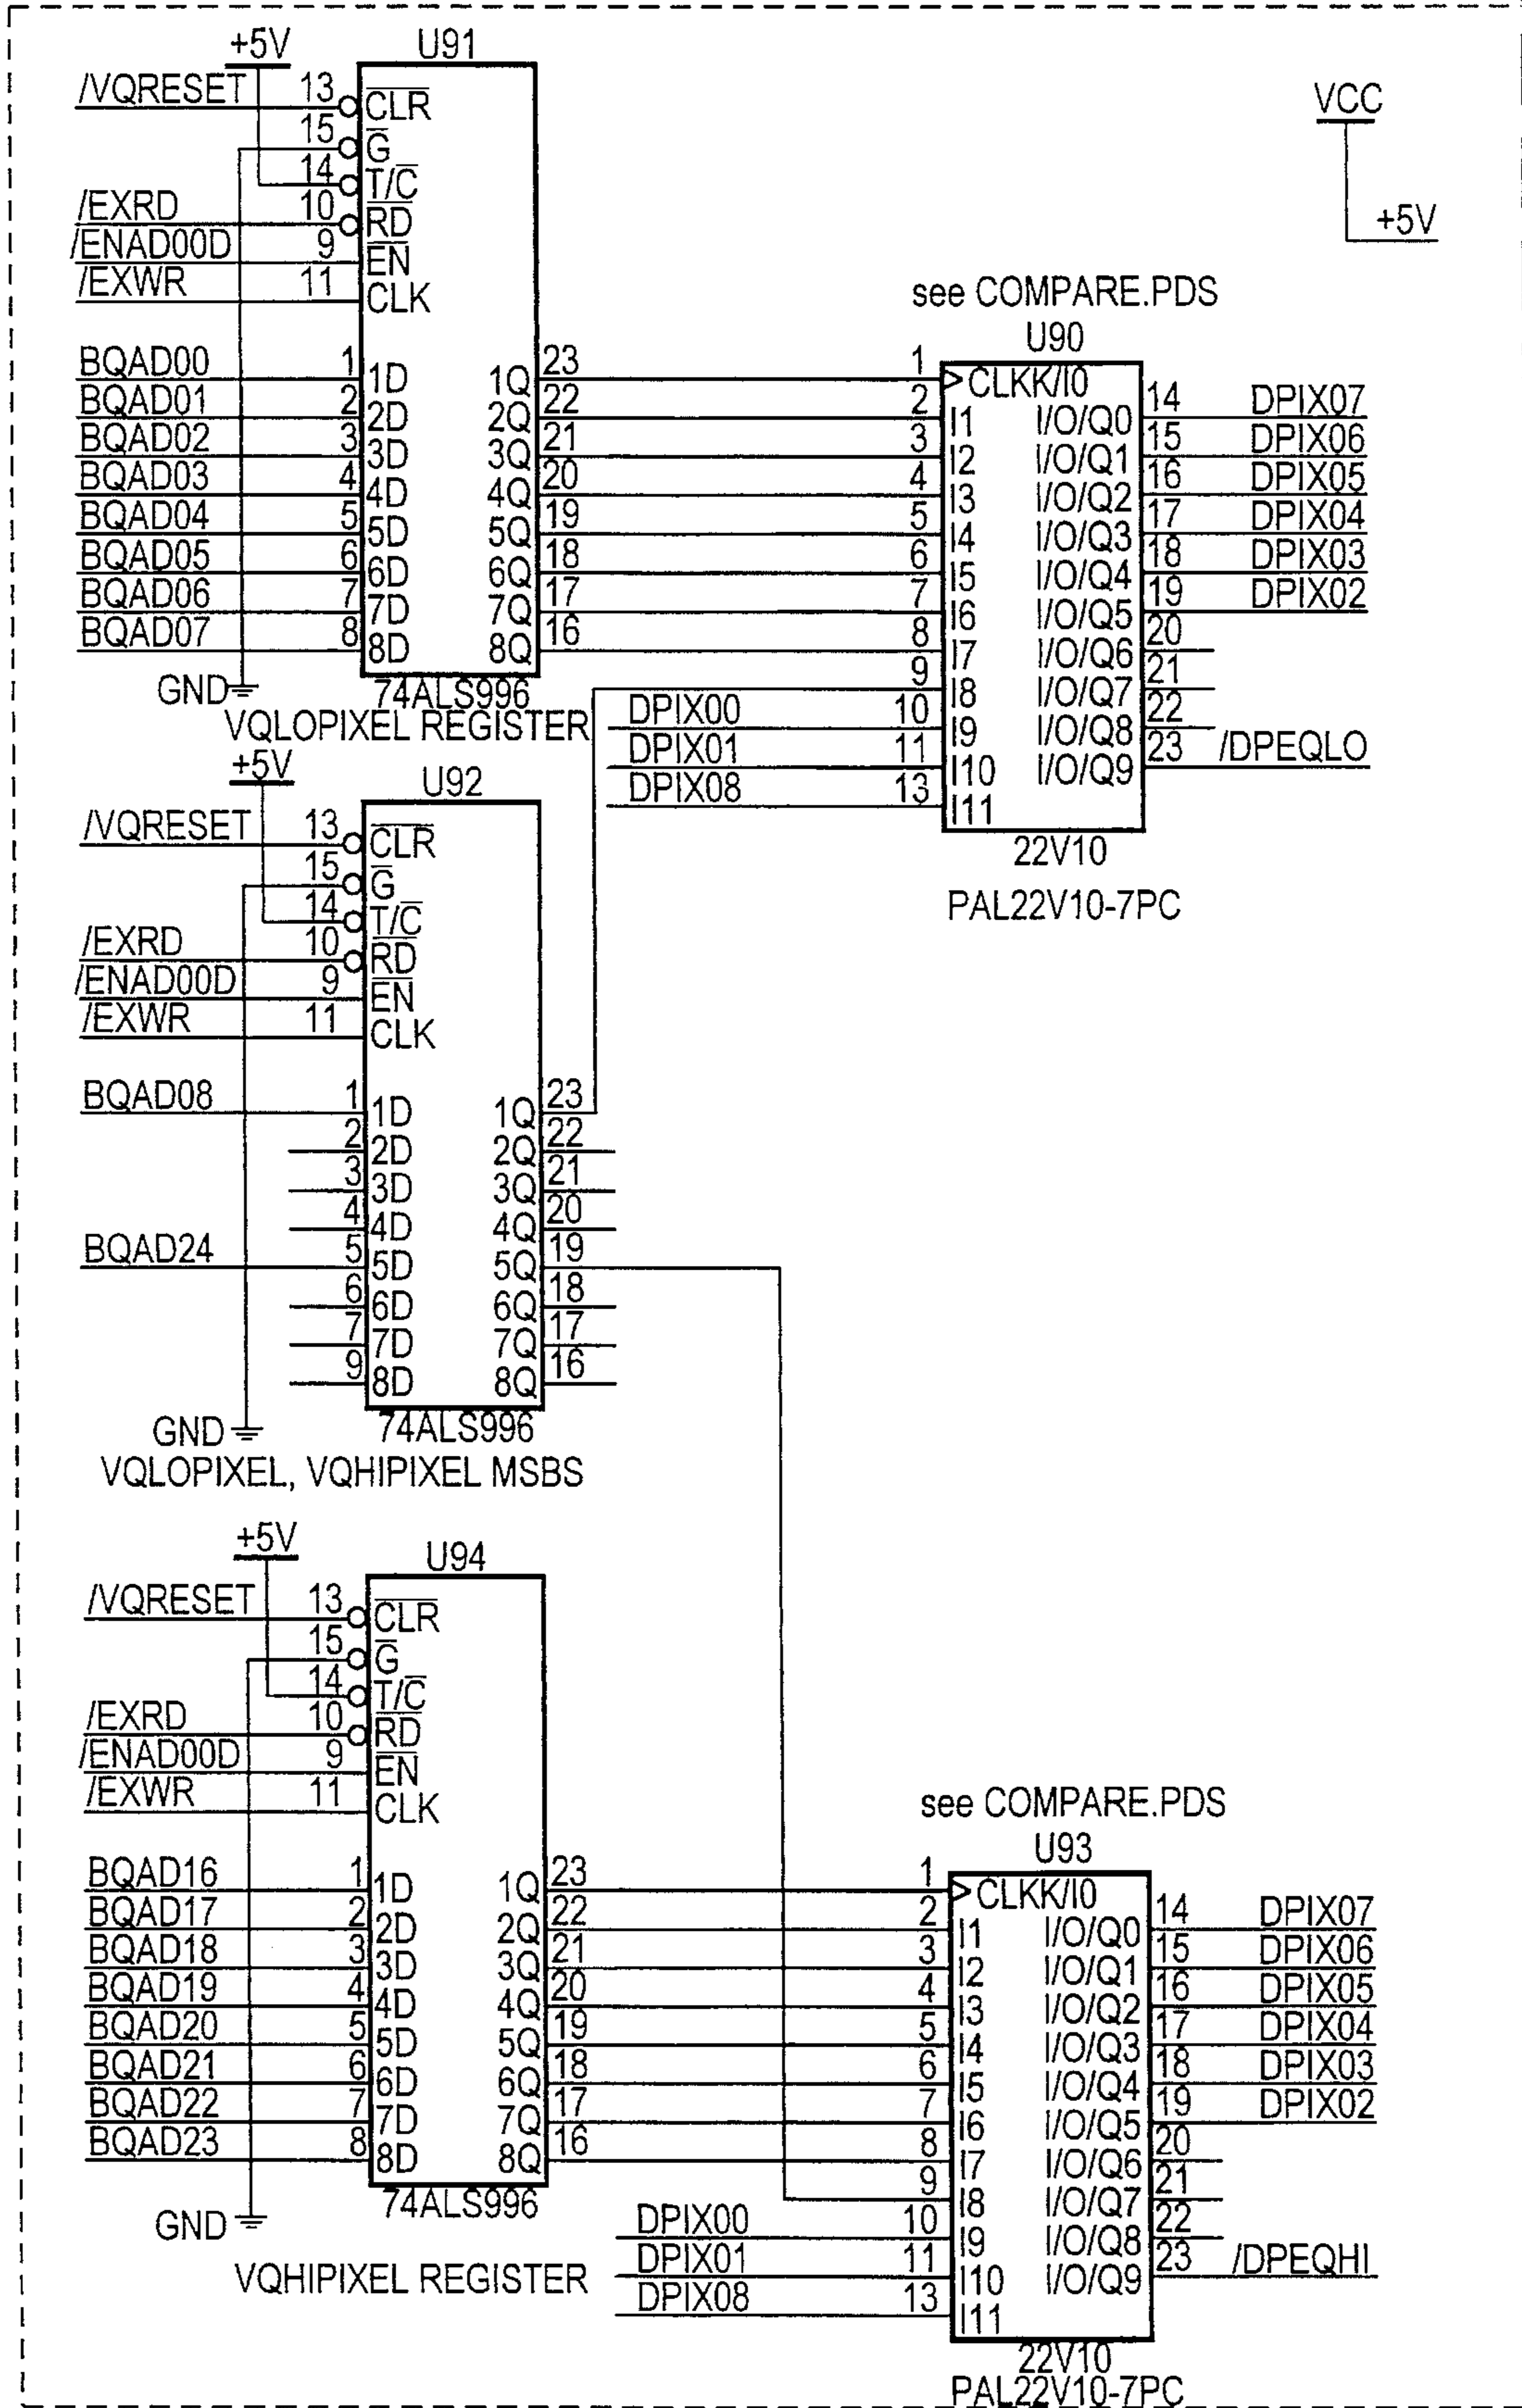 +5V U91
/VQRESET 13 CLR
15 G
14 T/C
/EXRD 10 RD
/ENAD00D 9 EN
/EXWR 11 CLK
BQAD00 1 1D 1Q 23
BQAD01 2 2D 2Q 22
BQAD02 3 3D 3Q 21
BQAD03 4 4D 4Q 20
BQAD04 5 5D 5Q 19
BQAD05 6 6D 6Q 18
BQAD06 7 7D 7Q 17
BQAD07 8 8D 8Q 16
GND 74ALS996
VQLOPIXEL REGISTER
VCC
+5V
see COMPARE.PDS
U90
1 CLKK/I0
2 I1 I/O/Q0 14 DPIX07
3 I2 I/O/Q1 15 DPIX06
4 I3 I/O/Q2 16 DPIX05
5 I4 I/O/Q3 17 DPIX04
6 I5 I/O/Q4 18 DPIX03
7 I6 I/O/Q5 19 DPIX02
8 I7 I/O/Q6 20
9 I8 I/O/Q7 21
DPIX00 10 I9 I/O/Q8 22
DPIX01 11 I10 I/O/Q9 23 /DPEQLO
DPIX08 13 I11
22V10
PAL22V10-7PC
+5V U92
/VQRESET 13 CLR
15 G
14 T/C
/EXRD 10 RD
/ENAD00D 9 EN
/EXWR 11 CLK
BQAD08 1 1D 1Q 23
2 2D 2Q 22
3 3D 3Q 21
4 4D 4Q 20
BQAD24 5 5D 5Q 19
6 6D 6Q 18
7 7D 7Q 17
9 8D 8Q 16
GND 74ALS996
VQLOPIXEL, VQHIPIXEL MSBS
+5V U94
/VQRESET 13 CLR
15 G
14 T/C
/EXRD 10 RD
/ENAD00D 9 EN
/EXWR 11 CLK
BQAD16 1 1D 1Q 23
BQAD17 2 2D 2Q 22
BQAD18 3 3D 3Q 21
BQAD19 4 4D 4Q 20
BQAD20 5 5D 5Q 19
BQAD21 6 6D 6Q 18
BQAD22 7 7D 7Q 17
BQAD23 8 8D 8Q 16
GND 74ALS996
VQHIPIXEL REGISTER
see COMPARE.PDS
U93
1 CLKK/I0
2 I1 I/O/Q0 14 DPIX07
3 I2 I/O/Q1 15 DPIX06
4 I3 I/O/Q2 16 DPIX05
5 I4 I/O/Q3 17 DPIX04
6 I5 I/O/Q4 18 DPIX03
7 I6 I/O/Q5 19 DPIX02
8 I7 I/O/Q6 20
9 I8 I/O/Q7 21
DPIX00 10 I9 I/O/Q8 22
DPIX01 11 I10 I/O/Q9 23 /DPEQHI
DPIX08 13 I11
22V10
PAL22V10-7PC